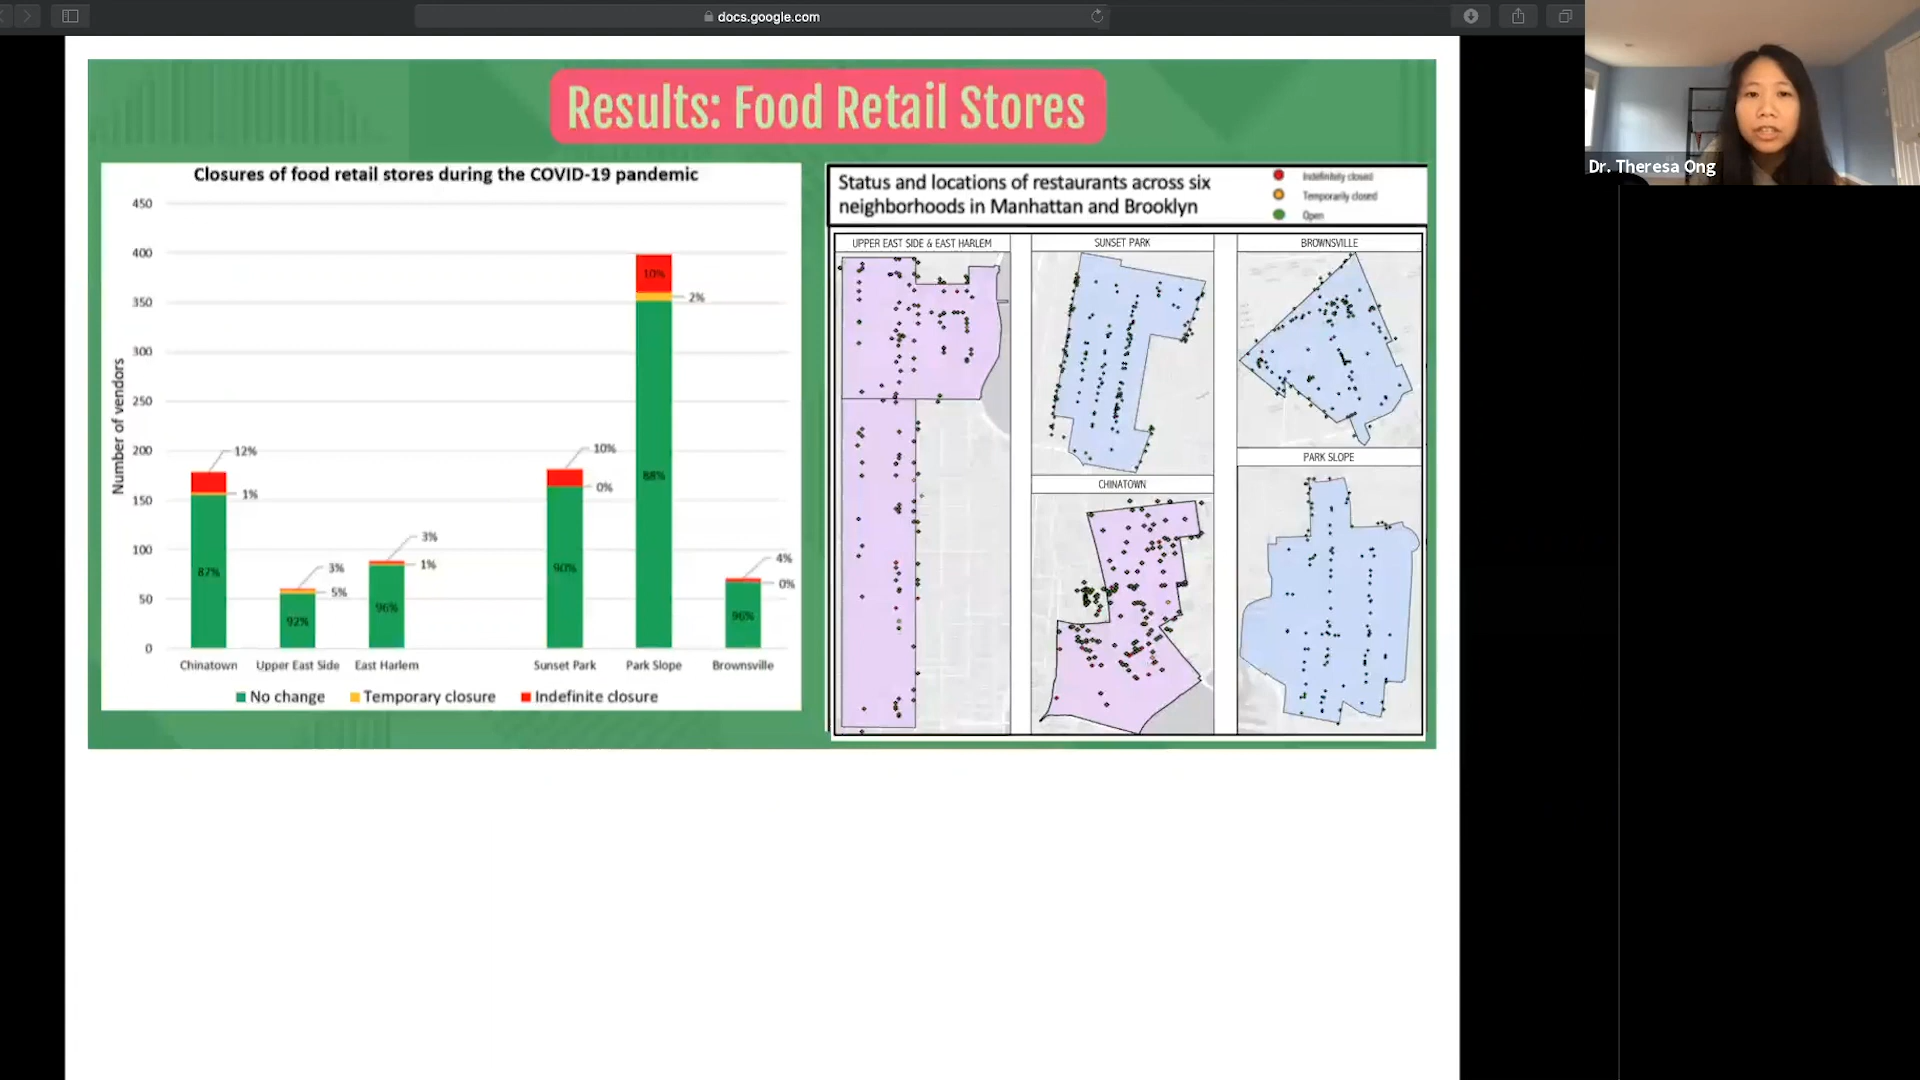 docs.google.com
Results: Food Retail Stores
Closures of food retail stores during the COVID-19 pandemic
Number of vendors
450
400
350
300
250
200
150
100
50
0
12%
1%
87%
3%
5%
92%
3%
1%
96%
10%
0%
90%
10%
2%
88%
4%
0%
96%
Chinatown
Upper East Side
East Harlem
Sunset Park
Park Slope
Brownsville
No change
Temporary closure
Indefinite closure
Status and locations of restaurants across six
neighborhoods in Manhattan and Brooklyn
Indefinitely closed
Temporarily closed
Open
UPPER EAST SIDE & EAST HARLEM
SUNSET PARK
BROWNSVILLE
CHINATOWN
PARK SLOPE
Dr. Theresa Ong